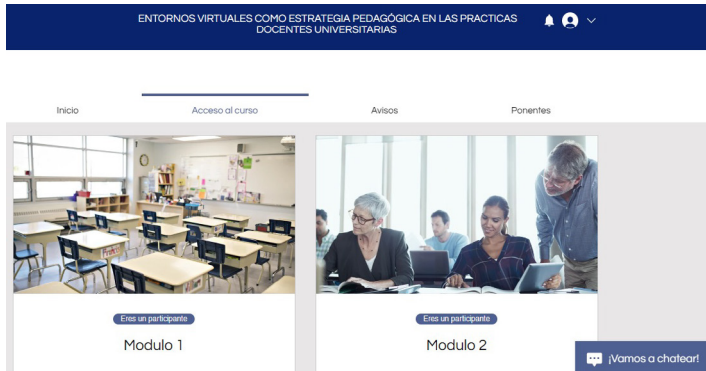 ENTORNOS VIRTUALES COMO ESTRATEGIA PEDAGÓGICA EN LAS PRACTICAS
DOCENTES UNIVERSITARIAS
Inicio
Acceso al curso
Avisos
Ponentes
Eres un participante
Eres un participante
Modulo 1
Modulo 2
¡Vamos a chatear!